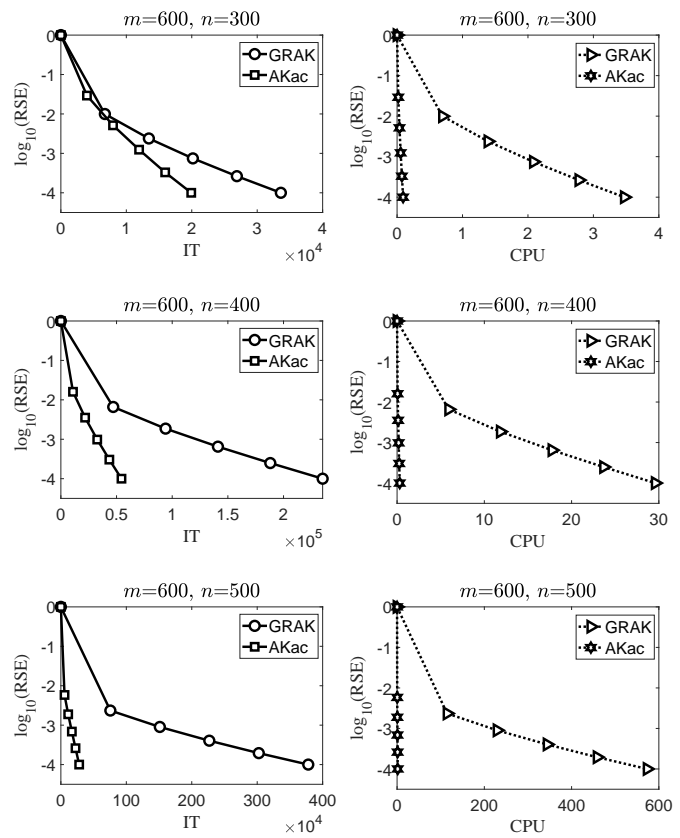 m=600, n=300
0
-1
-2
-3
-4
log10(RSE)
GRAK
AKac
0
1
2
3
4
IT
×10^4
m=600, n=300
0
-1
-2
-3
-4
log10(RSE)
GRAK
AKac
0
1
2
3
4
CPU
m=600, n=400
0
-1
-2
-3
-4
log10(RSE)
GRAK
AKac
0
0.5
1
1.5
2
IT
×10^5
m=600, n=400
0
-1
-2
-3
-4
log10(RSE)
GRAK
AKac
0
10
20
30
CPU
m=600, n=500
0
-1
-2
-3
-4
log10(RSE)
GRAK
AKac
0
100
200
300
400
IT
×10^4
m=600, n=500
0
-1
-2
-3
-4
log10(RSE)
GRAK
AKac
0
200
400
600
CPU